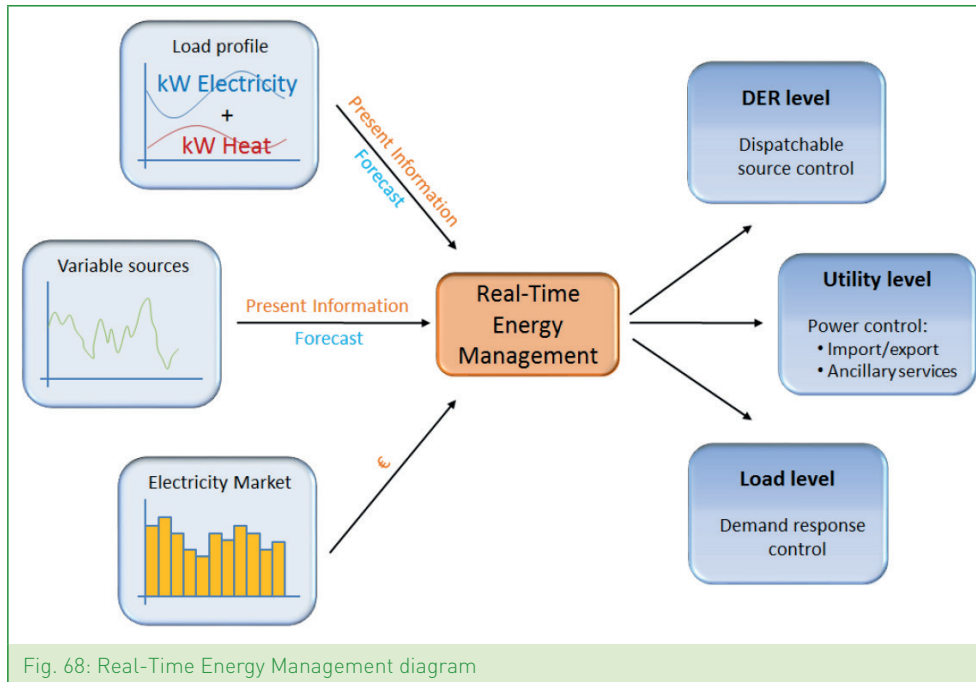 Load profile
kW Electricity
+
kW Heat
Present Information
Forecast
Variable sources
Present Information
Forecast
Electricity Market
€
Real-Time
Energy
Management
DER level
Dispatchable
source control
Utility level
Power control:
• Import/export
• Ancillary services
Load level
Demand response
control
Fig. 68: Real-Time Energy Management diagram